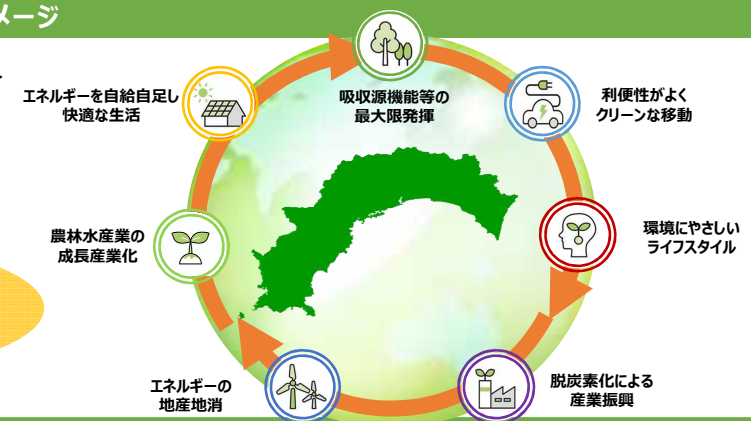 メージ
吸収源機能等の
最大限発揮
利便性がよく
クリーンな移動
環境にやさしい
ライフスタイル
脱炭素化による
産業振興
エネルギーの
地産地消
農林水産業の
成長産業化
エネルギーを自給自足し
快適な生活